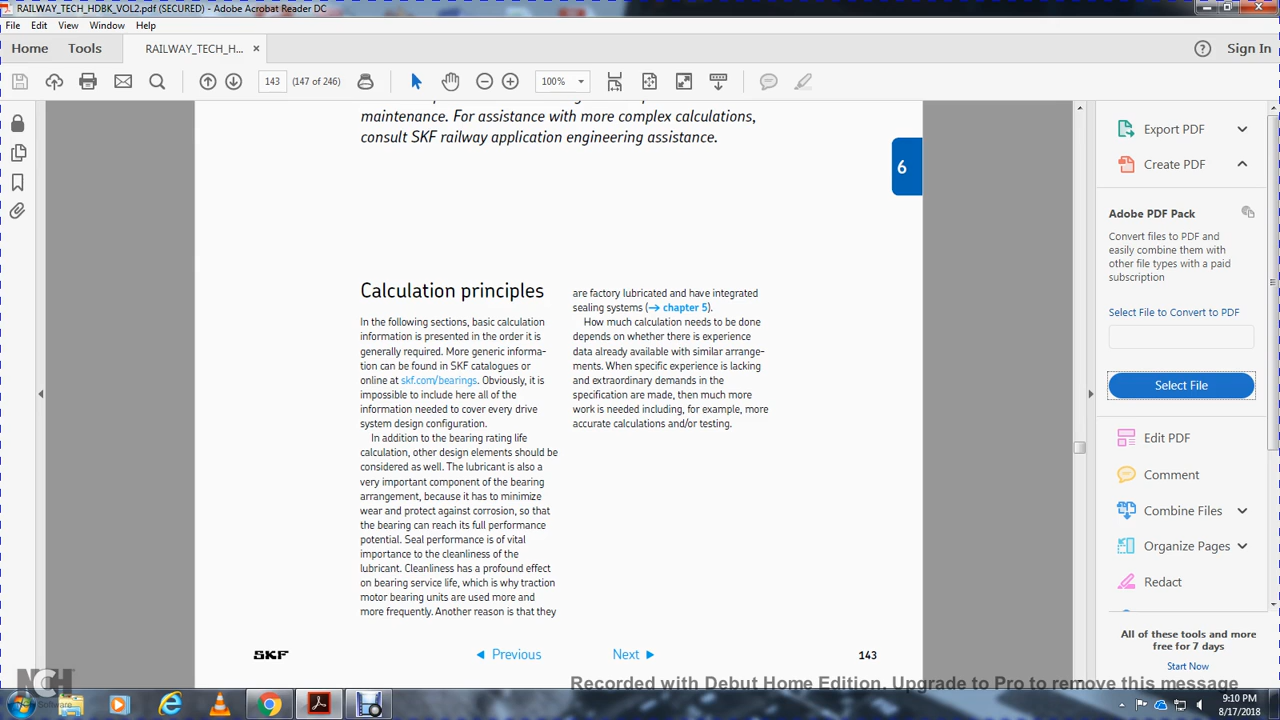 RAILWAY_TECH_HDBK_VOL2.pdf (SECURED) - Adobe Acrobat Reader DC
File Edit View Window Help
Home Tools RAILWAY_TECH_H... × Sign In
143 (147 of 246) 100%
maintenance. For assistance with more complex calculations,
consult SKF railway application engineering assistance.
6
Calculation principles
In the following sections, basic calculation
information is presented in the order it is
generally required. More generic informa-
tion can be found in SKF catalogues or
online at skf.com/bearings. Obviously, it is
impossible to include here all of the
information needed to cover every drive
system design configuration.
In addition to the bearing rating life
calculation, other design elements should be
considered as well. The lubricant is also a
very important component of the bearing
arrangement, because it has to minimize
wear and protect against corrosion, so that
the bearing can reach its full performance
potential. Seal performance is of vital
importance to the cleanliness of the
lubricant. Cleanliness has a profound effect
on bearing service life, which is why traction
motor bearing units are used more and
more frequently. Another reason is that they
are factory lubricated and have integrated
sealing systems (→ chapter 5).
How much calculation needs to be done
depends on whether there is experience
data already available with similar arrange-
ments. When specific experience is lacking
and extraordinary demands in the
specification are made, then much more
work is needed including, for example, more
accurate calculations and/or testing.
SKF ◄ Previous Next ► 143
Export PDF
Create PDF
Adobe PDF Pack
Convert files to PDF and
easily combine them with
other file types with a paid
subscription
Select File to Convert to PDF
Select File
Edit PDF
Comment
Combine Files
Organize Pages
Redact
All of these tools and more
free for 7 days
Start Now
NCH
Software
Recorded with Debut Home Edition. Upgrade to Pro to remove this message
9:10 PM
8/17/2018